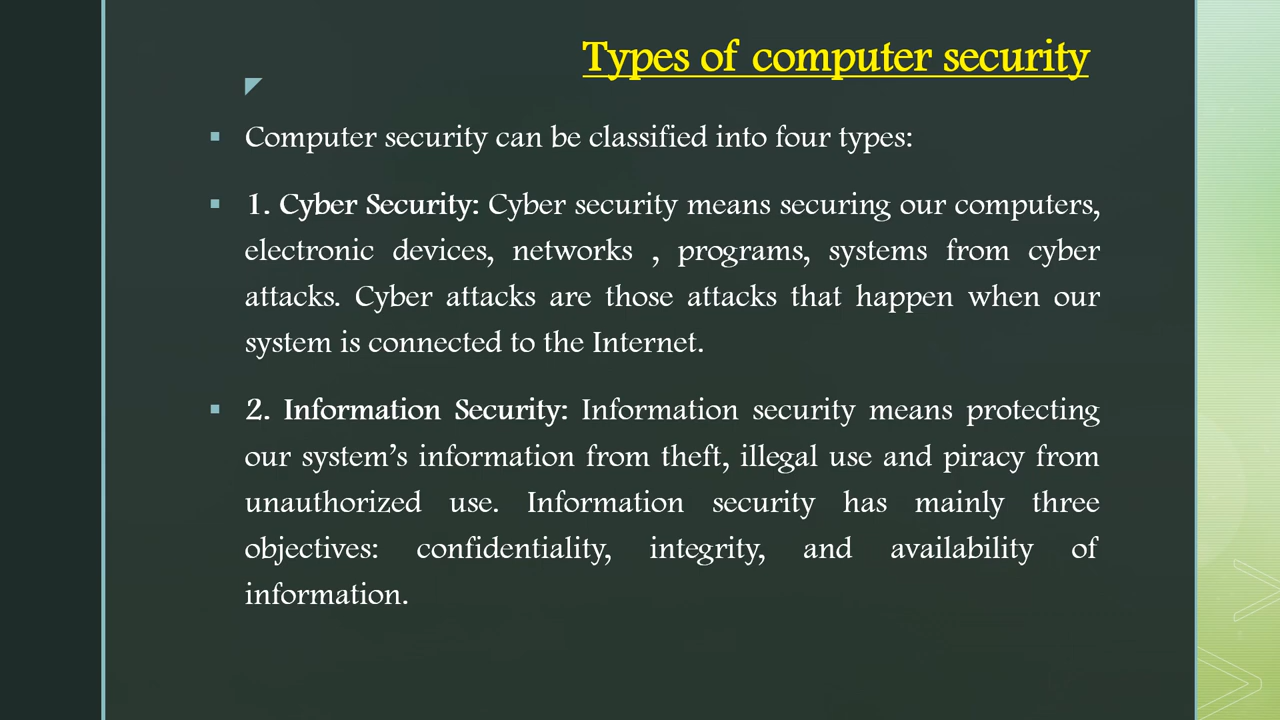 Types of computer security
Computer security can be classified into four types:
1. Cyber Security: Cyber security means securing our computers,
electronic devices, networks , programs, systems from cyber
attacks. Cyber attacks are those attacks that happen when our
system is connected to the Internet.
2. Information Security: Information security means protecting
our system’s information from theft, illegal use and piracy from
unauthorized use. Information security has mainly three
objectives: confidentiality, integrity, and availability of
information.